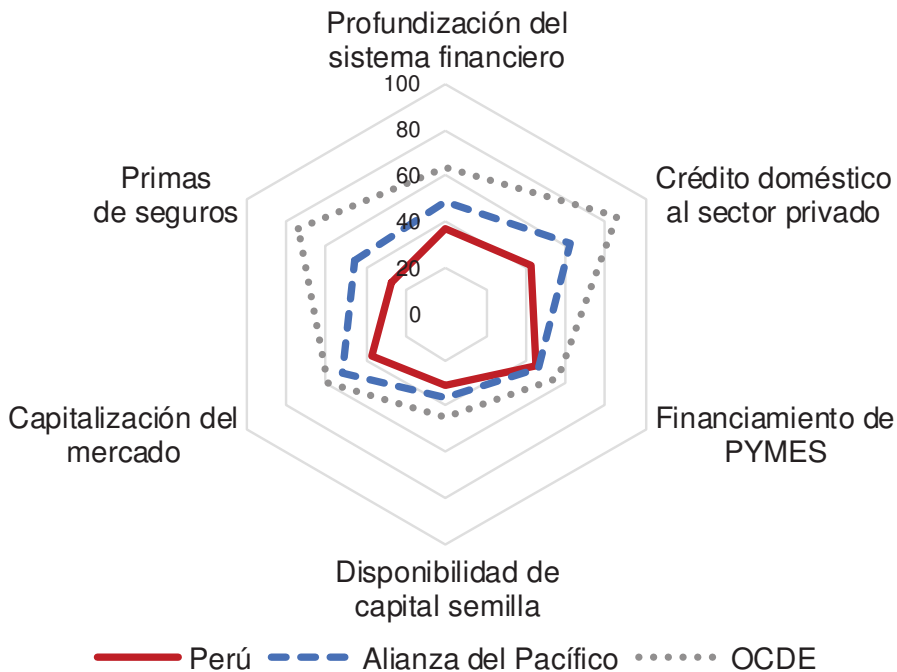 Profundización del
sistema financiero
100
80
60
40
20
0
Primas
de seguros
Crédito doméstico
al sector privado
Capitalización del
mercado
Financiamiento de
PYMES
Disponibilidad de
capital semilla
Perú
Alianza del Pacífico
OCDE